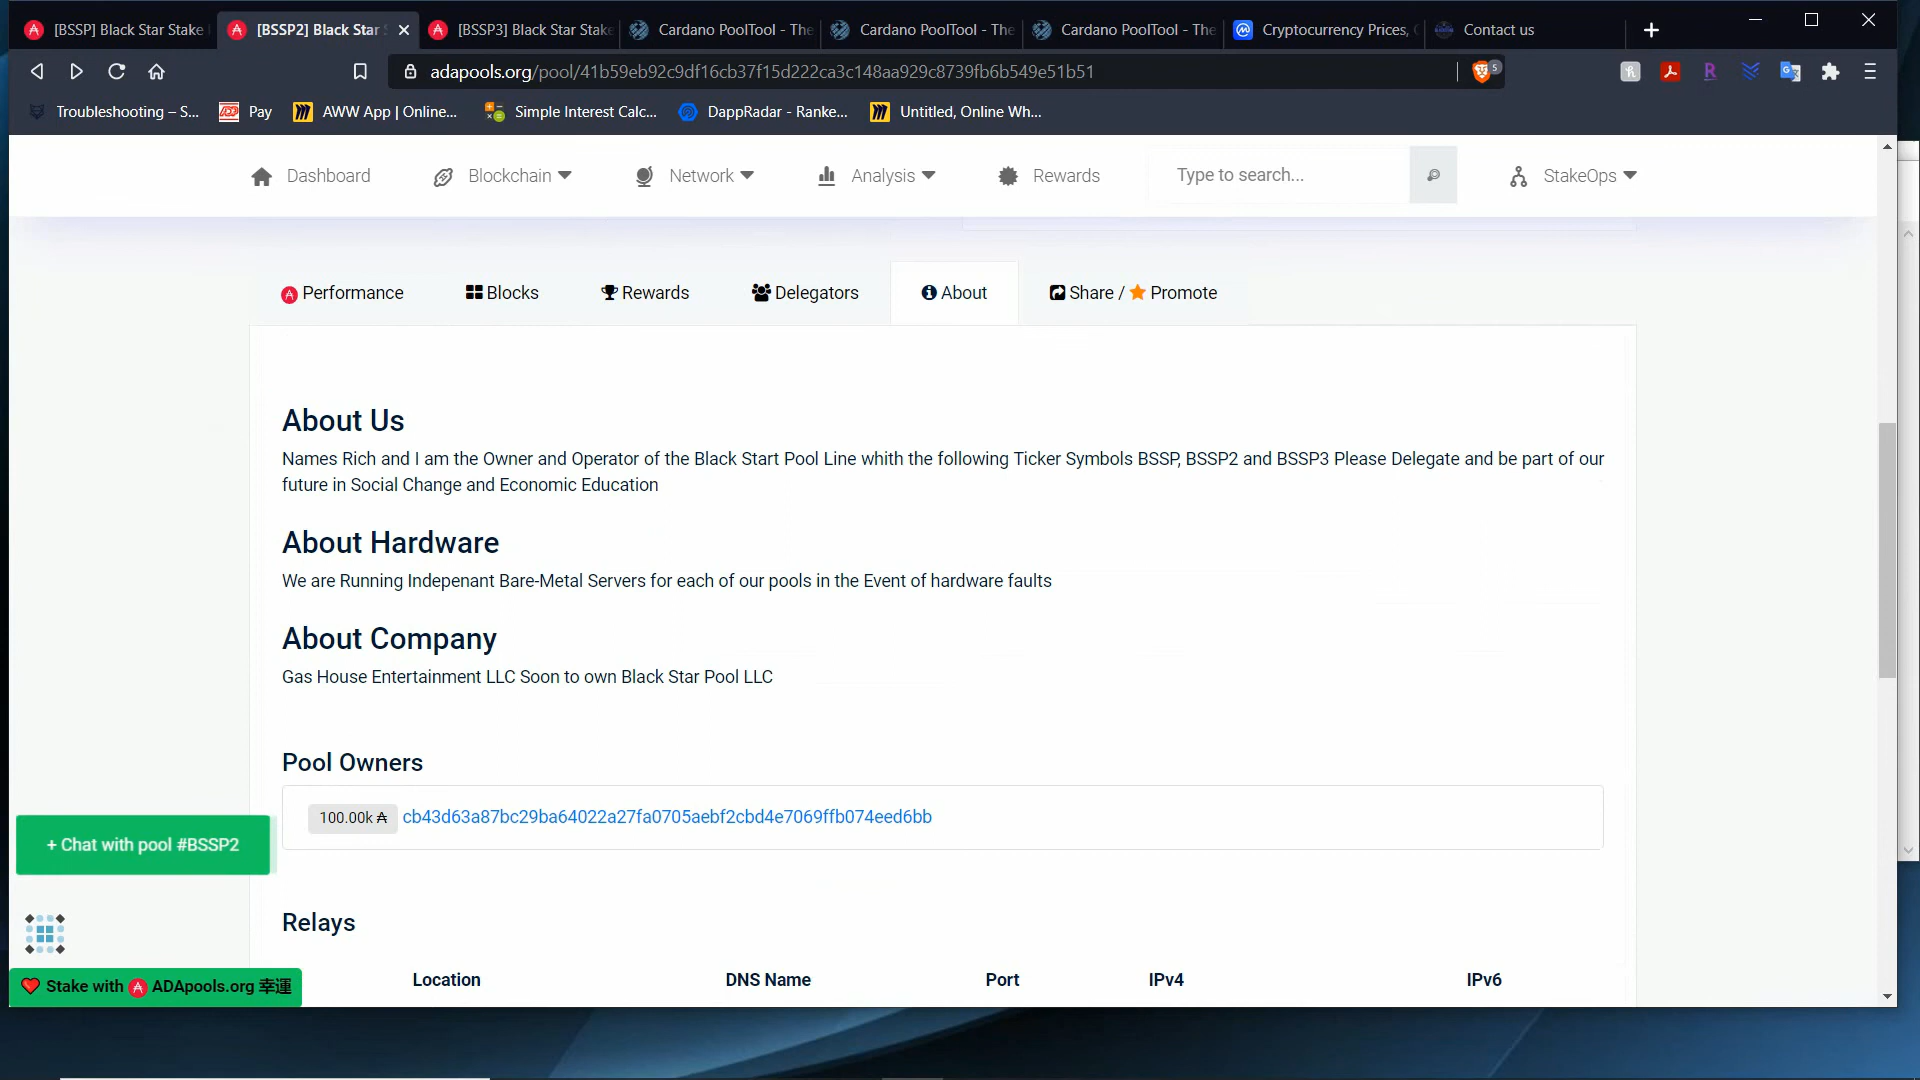 [BSSP] Black Star Stake
[BSSP2] Black Star
[BSSP3] Black Star Stake
Cardano PoolTool - The
Cardano PoolTool - The
Cardano PoolTool - The
Cryptocurrency Prices,
Contact us
adapools.org/pool/41b59eb92c9df16cb37f15d222ca3c148aa929c8739fb6b549e51b51
5
Troubleshooting – S...
Pay
AWW App | Online...
Simple Interest Calc...
DappRadar - Ranke...
Untitled, Online Wh...
Dashboard
Blockchain
Network
Analysis
Rewards
Type to search...
StakeOps
Performance
Blocks
Rewards
Delegators
About
Share / Promote
About Us
Names Rich and I am the Owner and Operator of the Black Start Pool Line whith the following Ticker Symbols BSSP, BSSP2 and BSSP3 Please Delegate and be part of our
future in Social Change and Economic Education
About Hardware
We are Running Indepenant Bare-Metal Servers for each of our pools in the Event of hardware faults
About Company
Gas House Entertainment LLC Soon to own Black Star Pool LLC
Pool Owners
100.00k ₳ cb43d63a87bc29ba64022a27fa0705aebf2cbd4e7069ffb074eed6bb
+ Chat with pool #BSSP2
Relays
Location DNS Name Port IPv4 IPv6
Stake with ADApools.org 幸運